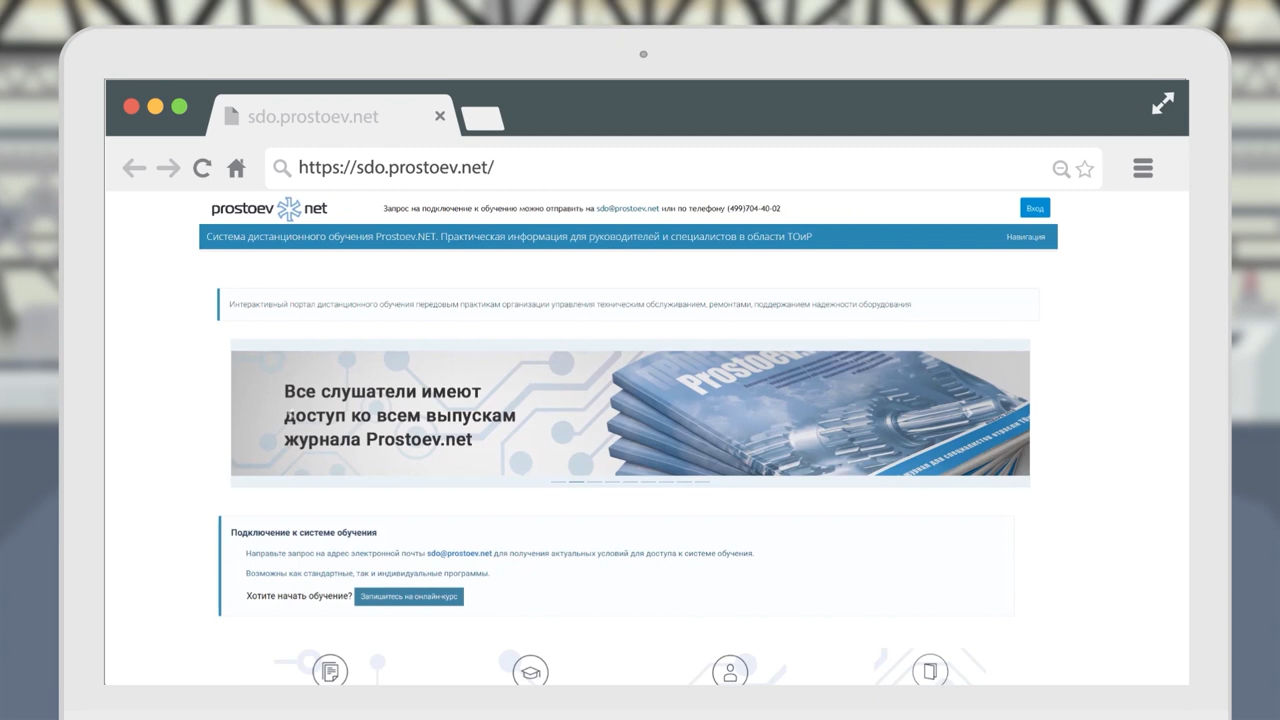 sdo.prostoev.net
https://sdo.prostoev.net/
prostoev net
Запрос на подключение к обучению можно отправить на sdo@prostoev.net или по телефону (499)704-40-02
Вход
Система дистанционного обучения Prostoev.NET. Практическая информация для руководителей и специалистов в области ТОиР
Навигация
Интерактивный портал дистанционного обучения передовым практикам организации управления техническим обслуживанием, ремонтами, поддержанием надежности оборудования
Все слушатели имеют
доступ ко всем выпускам
журнала Prostoev.net
Prostoev
Подключение к системе обучения
Направьте запрос на адрес электронной почты sdo@prostoev.net для получения актуальных условий для доступа к системе обучения.
Возможны как стандартные, так и индивидуальные программы.
Хотите начать обучение? Запишитесь на онлайн-курс